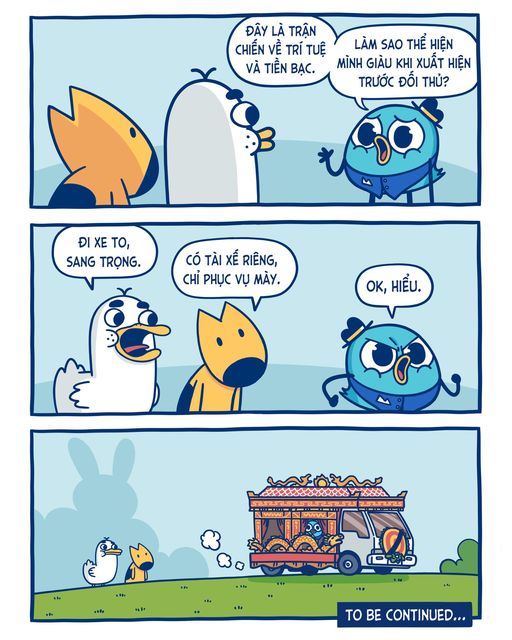 ĐÂY LÀ TRẬN
CHIẾN VỀ TRÍ TUỆ
VÀ TIỀN BẠC.
LÀM SAO THỂ HIỆN
MÌNH GIÀU KHI XUẤT HIỆN
TRƯỚC ĐỐI THỦ?
ĐI XE TO,
SANG TRỌNG.
CÓ TÀI XẾ RIÊNG,
CHỈ PHỤC VỤ MÀY.
OK, HIỂU.
TO BE CONTINUED...